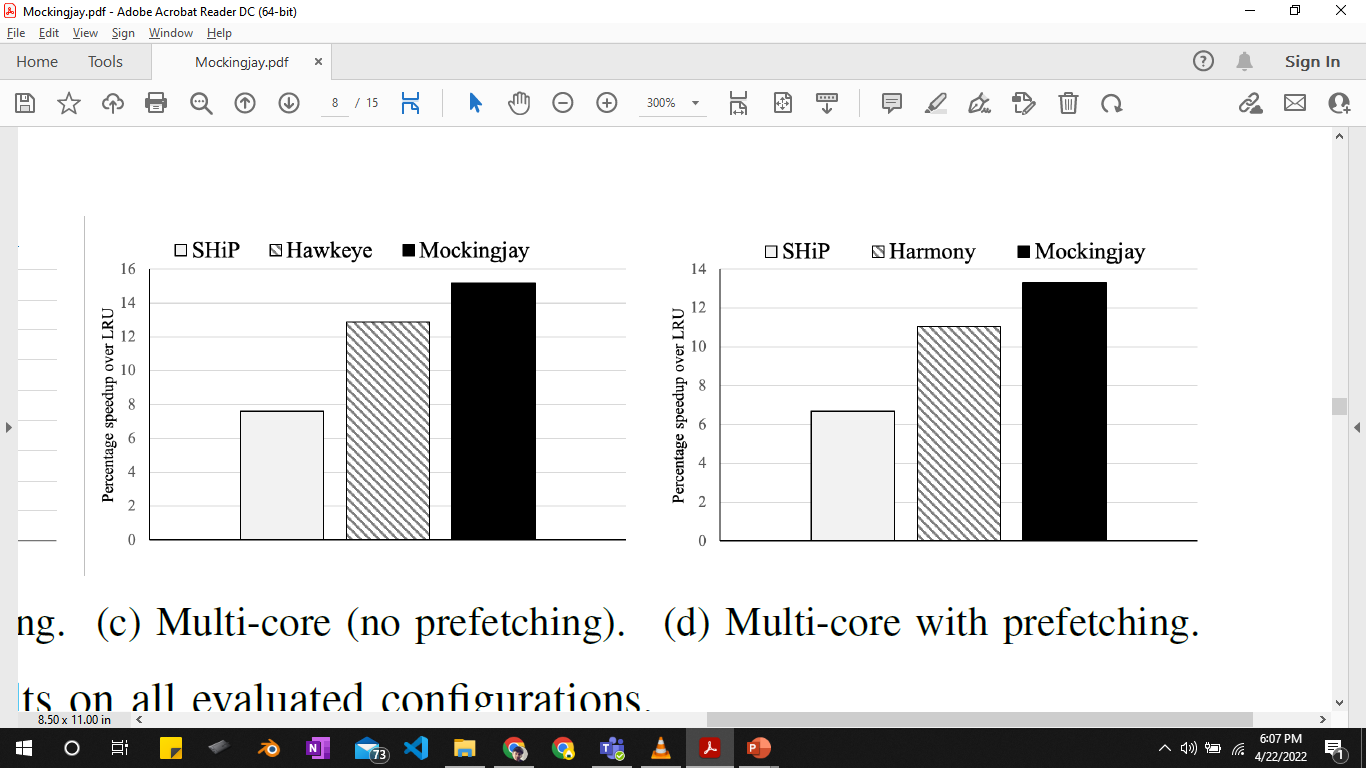 Mockingjay.pdf - Adobe Acrobat Reader DC (64-bit)
File Edit View Sign Window Help
Home Tools Mockingjay.pdf × Sign In
8 / 15 300%
SHiP Hawkeye Mockingjay
Percentage speedup over LRU
16
14
12
10
8
6
4
2
0
(c) Multi-core (no prefetching).
SHiP Harmony Mockingjay
Percentage speedup over LRU
14
12
10
8
6
4
2
0
(d) Multi-core with prefetching.
ng.
lts on all evaluated configurations.
8.50 x 11.00 in
73
6:07 PM
4/22/2022
1